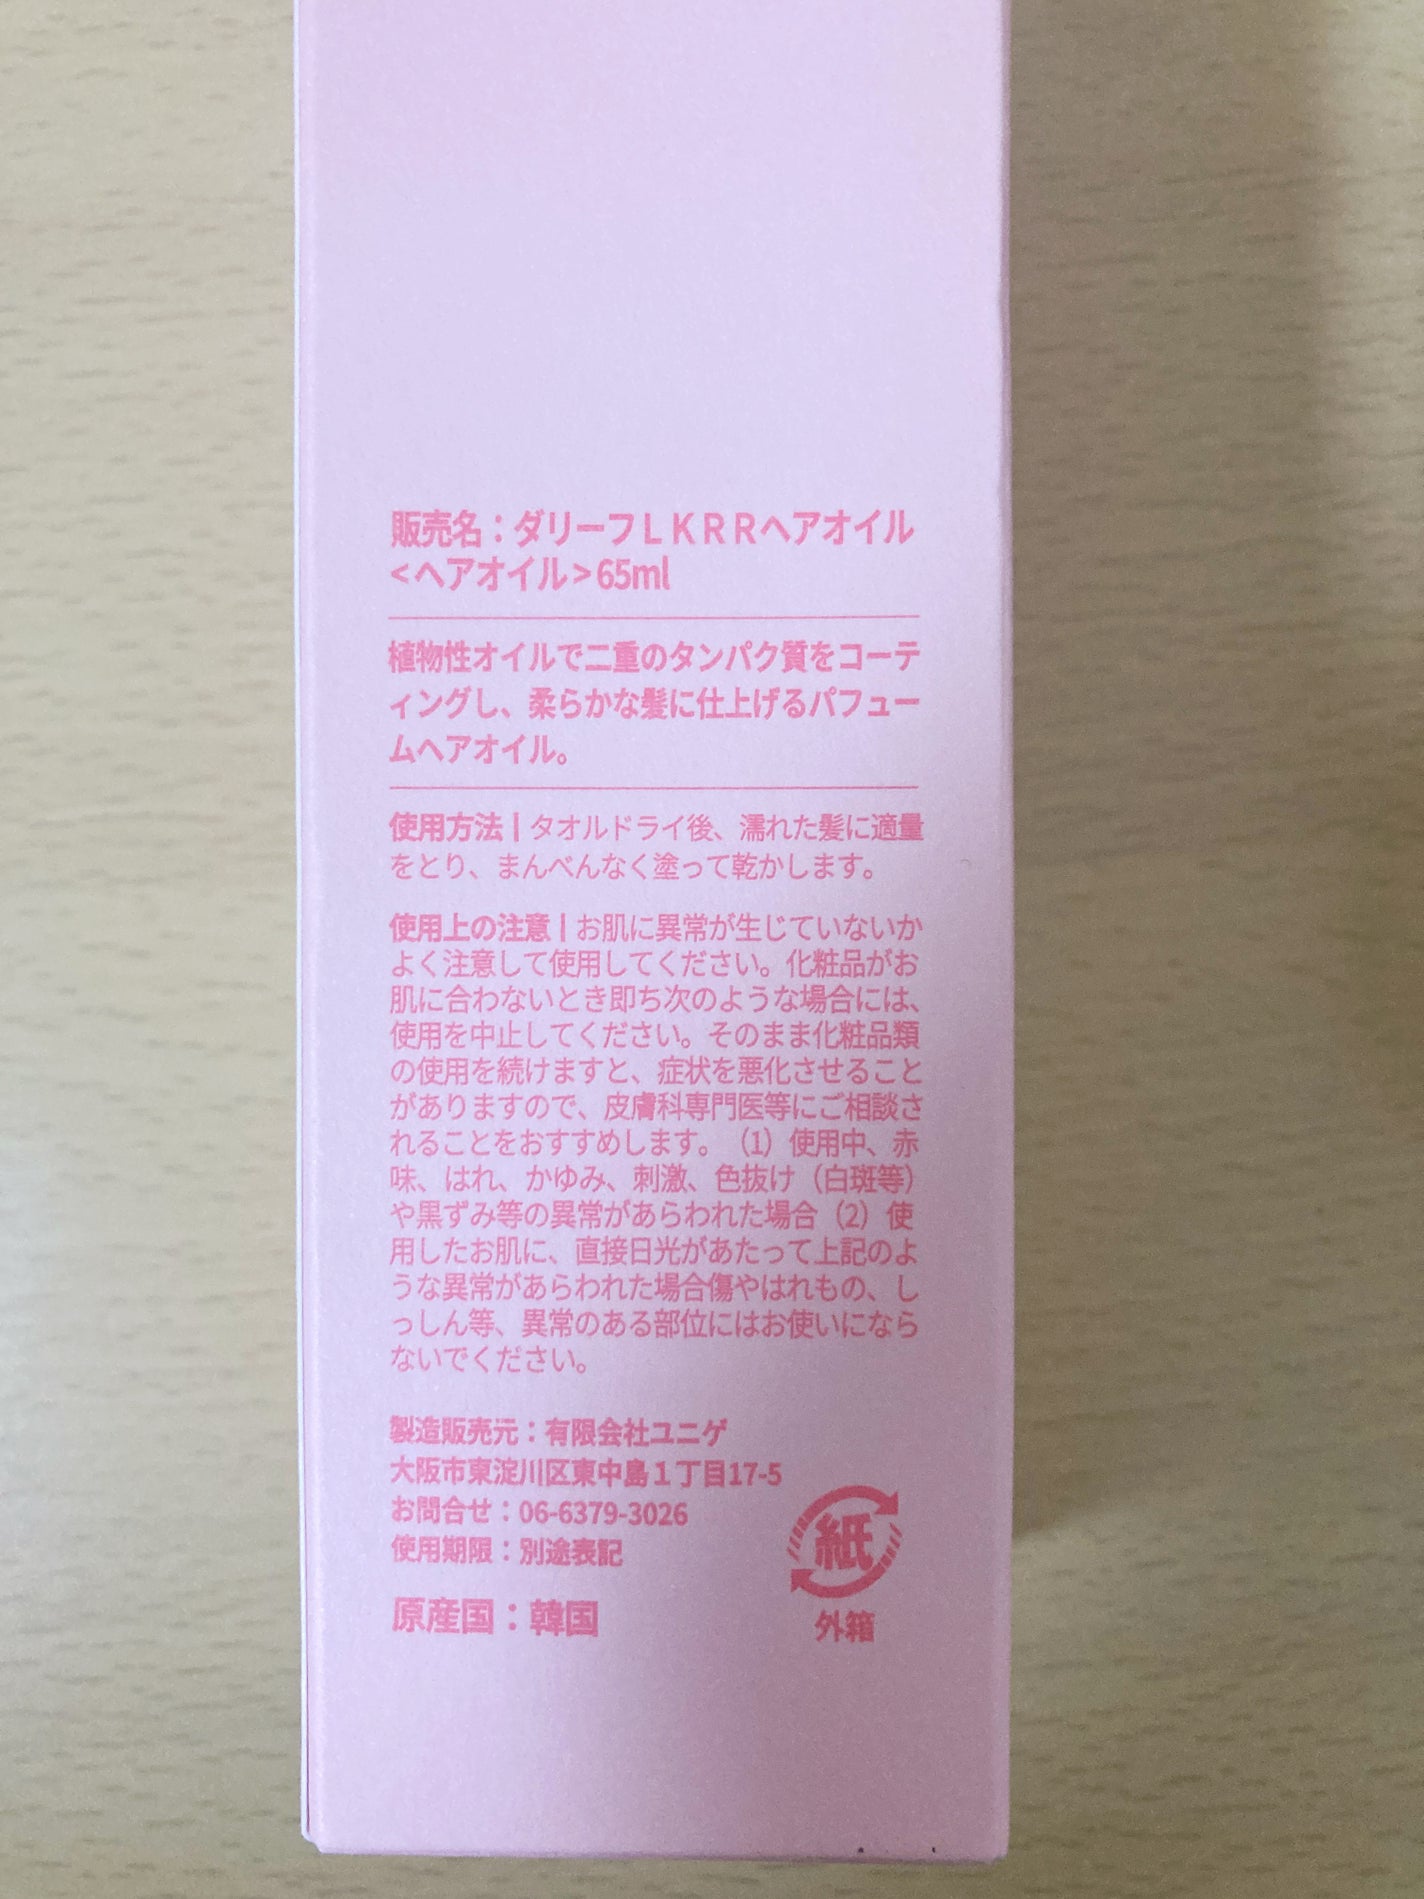 販売名：ダリーフＬＫＲＲヘアオイル
<ヘアオイル>65ml
植物性オイルで二重のタンパク質をコーテ
ィングし、柔らかな髪に仕上げるパフュー
ムヘアオイル。
使用方法┃タオルドライ後、濡れた髪に適量
をとり、まんべんなく塗って乾かします。
使用上の注意┃お肌に異常が生じていないか
よく注意して使用してください。化粧品がお
肌に合わないとき即ち次のような場合には、
使用を中止してください。そのまま化粧品類
の使用を続けますと、症状を悪化させること
がありますので、皮膚科専門医等にご相談さ
れることをおすすめします。（1）使用中、赤
味、はれ、かゆみ、刺激、色抜け（白斑等）
や黒ずみ等の異常があらわれた場合（2）使
用したお肌に、直接日光があたって上記のよ
うな異常があらわれた場合傷やはれもの、し
っしん等、異常のある部位にはお使いになら
ないでください。
製造販売元：有限会社ユニゲ
大阪市東淀川区東中島１丁目17-5
お問合せ：06-6379-3026
使用期限：別途表記
原産国：韓国
紙
外箱